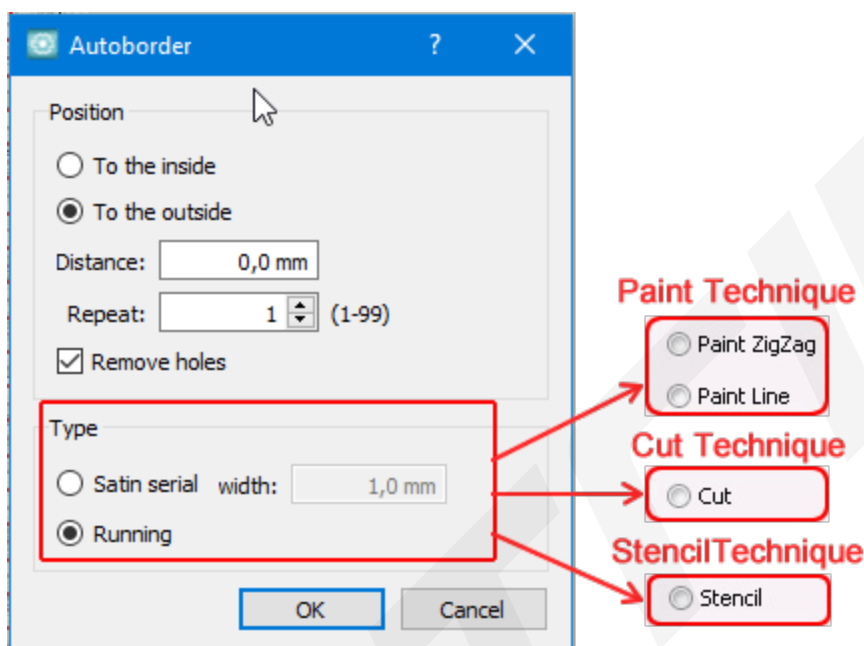 Autoborder ?
Position
To the inside
To the outside
Distance: 0,0 mm
Repeat: 1 (1-99)
Remove holes
Type
Satin serial width: 1,0 mm
Running
OK Cancel
Paint Technique
Paint ZigZag
Paint Line
Cut Technique
Cut
StencilTechnique
Stencil